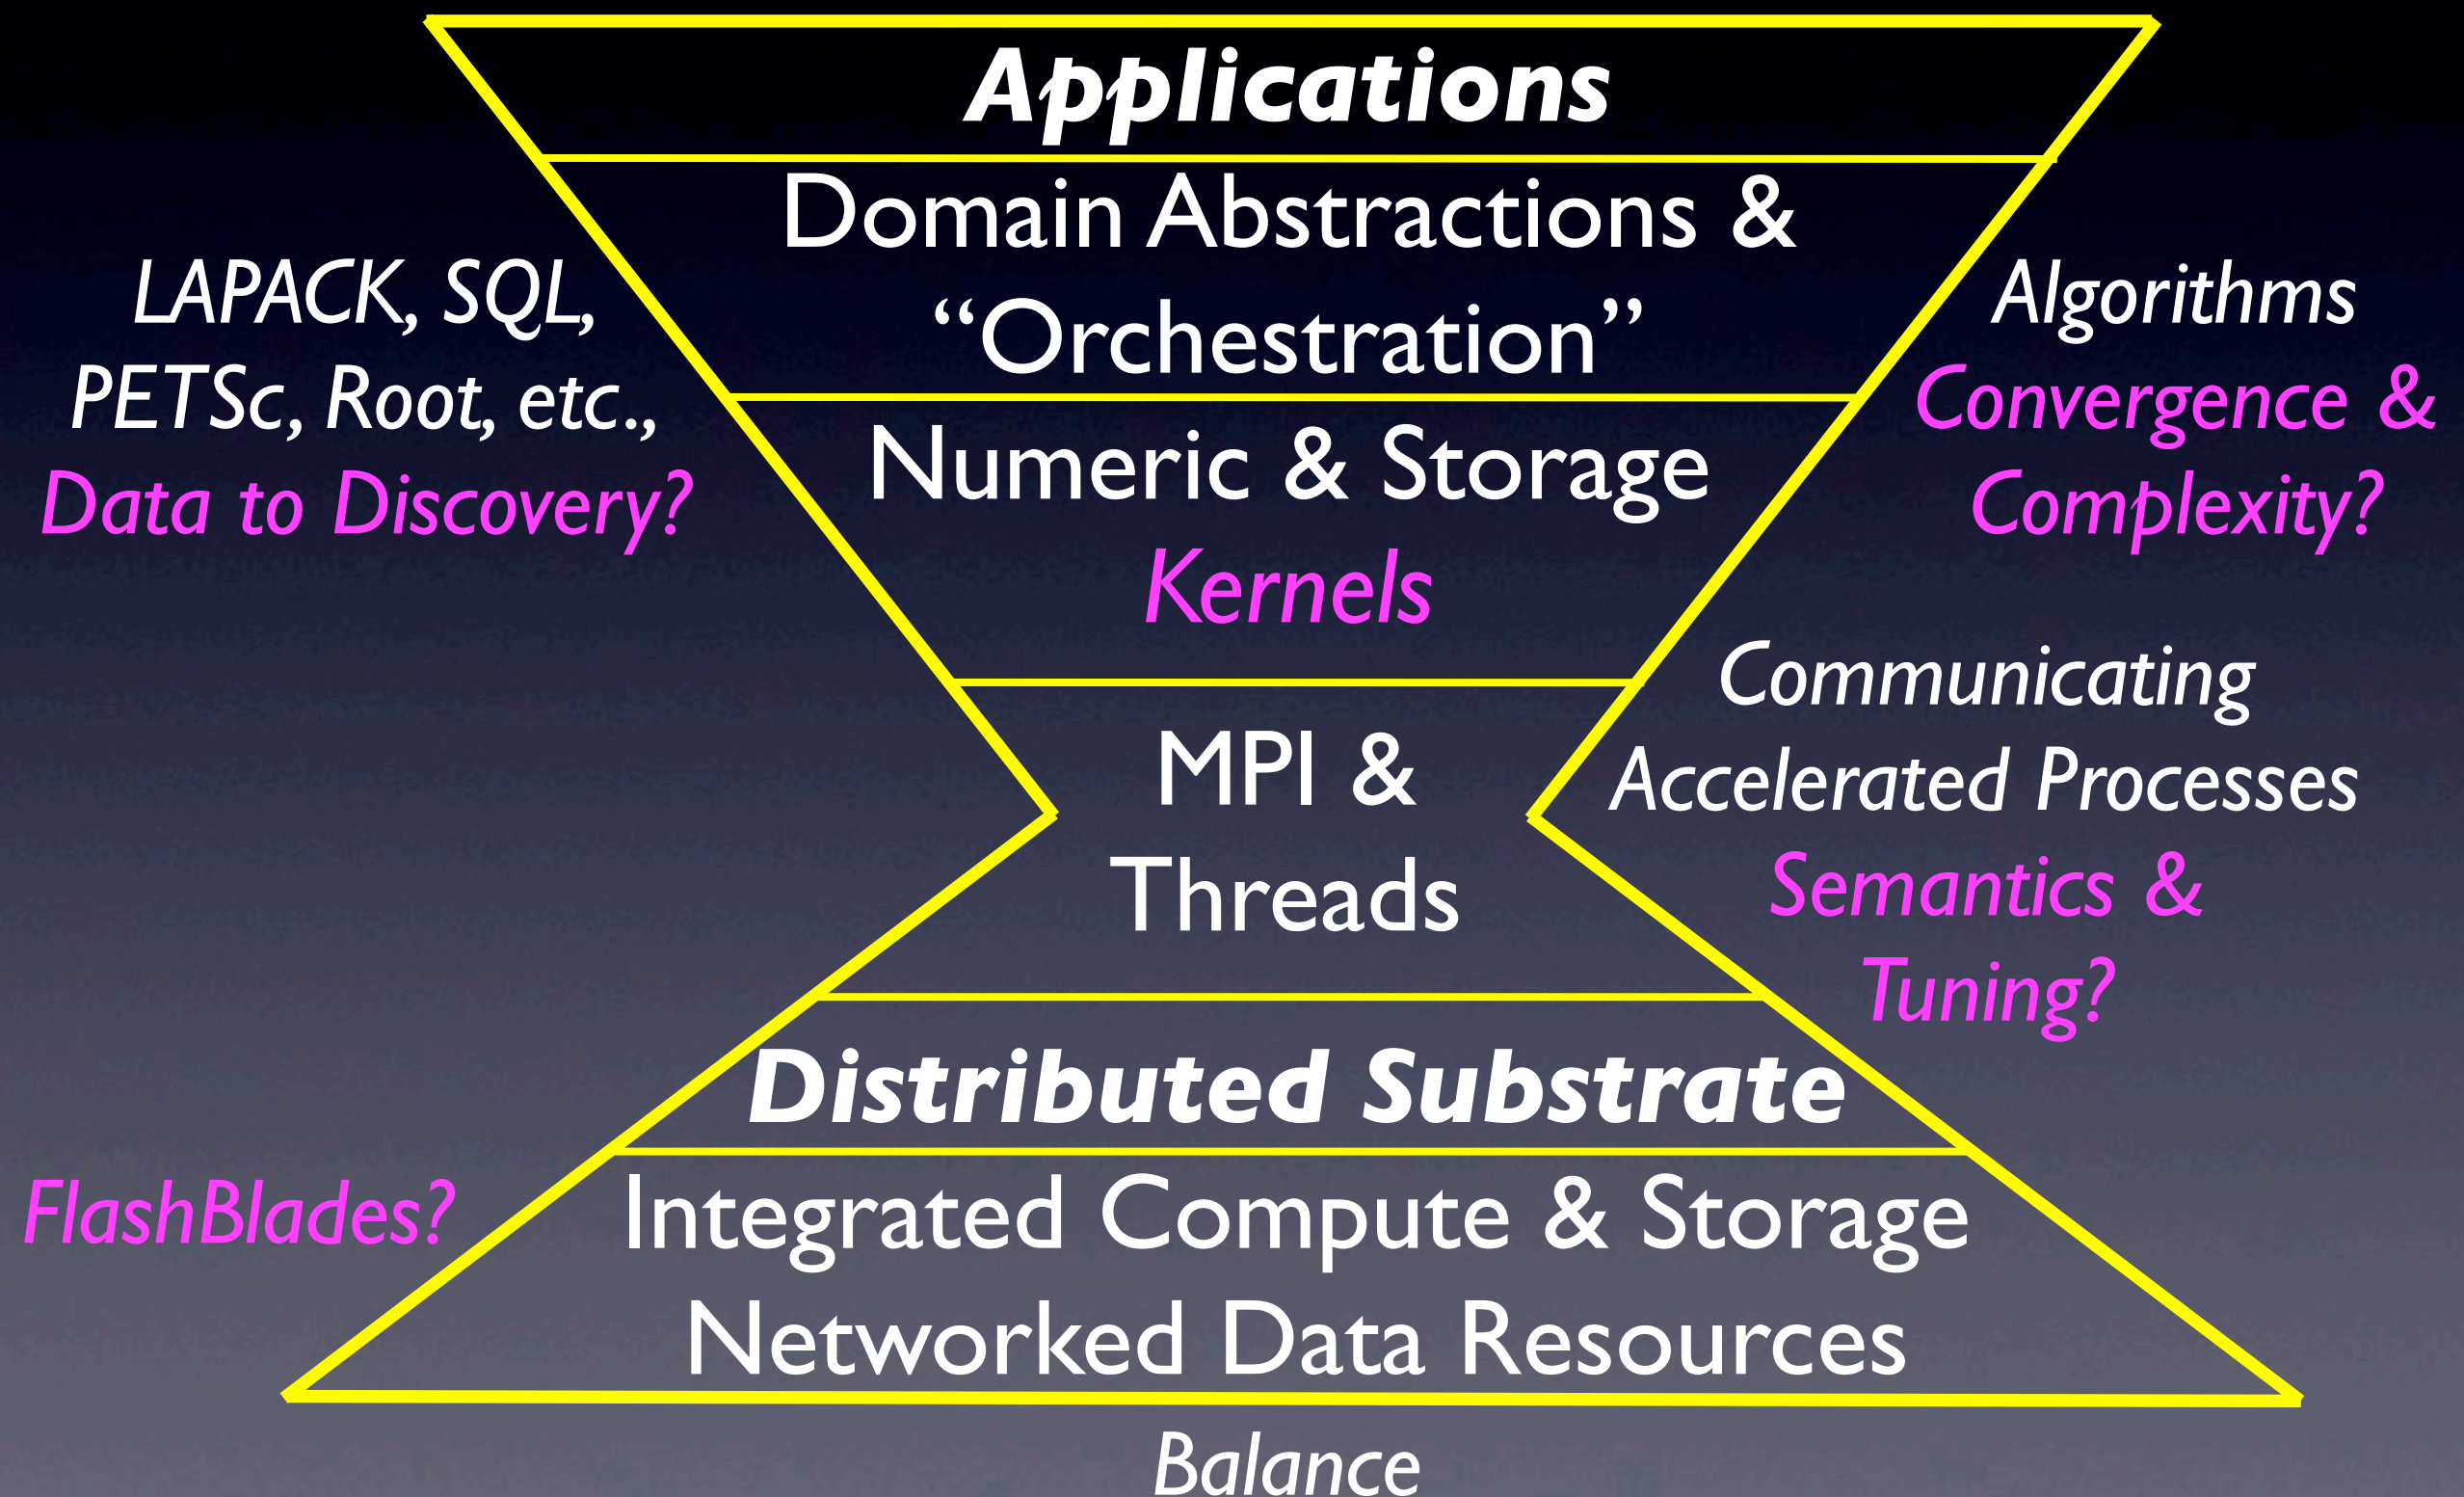 Applications
Domain Abstractions &
“Orchestration”
LAPACK, SQL,
PETSc, Root, etc.,
Data to Discovery?
Algorithms
Convergence &
Complexity?
Numeric & Storage
Kernels
Communicating
Accelerated Processes
Semantics &
Tuning?
MPI &
Threads
Distributed Substrate
FlashBlades?
Integrated Compute & Storage
Networked Data Resources
Balance